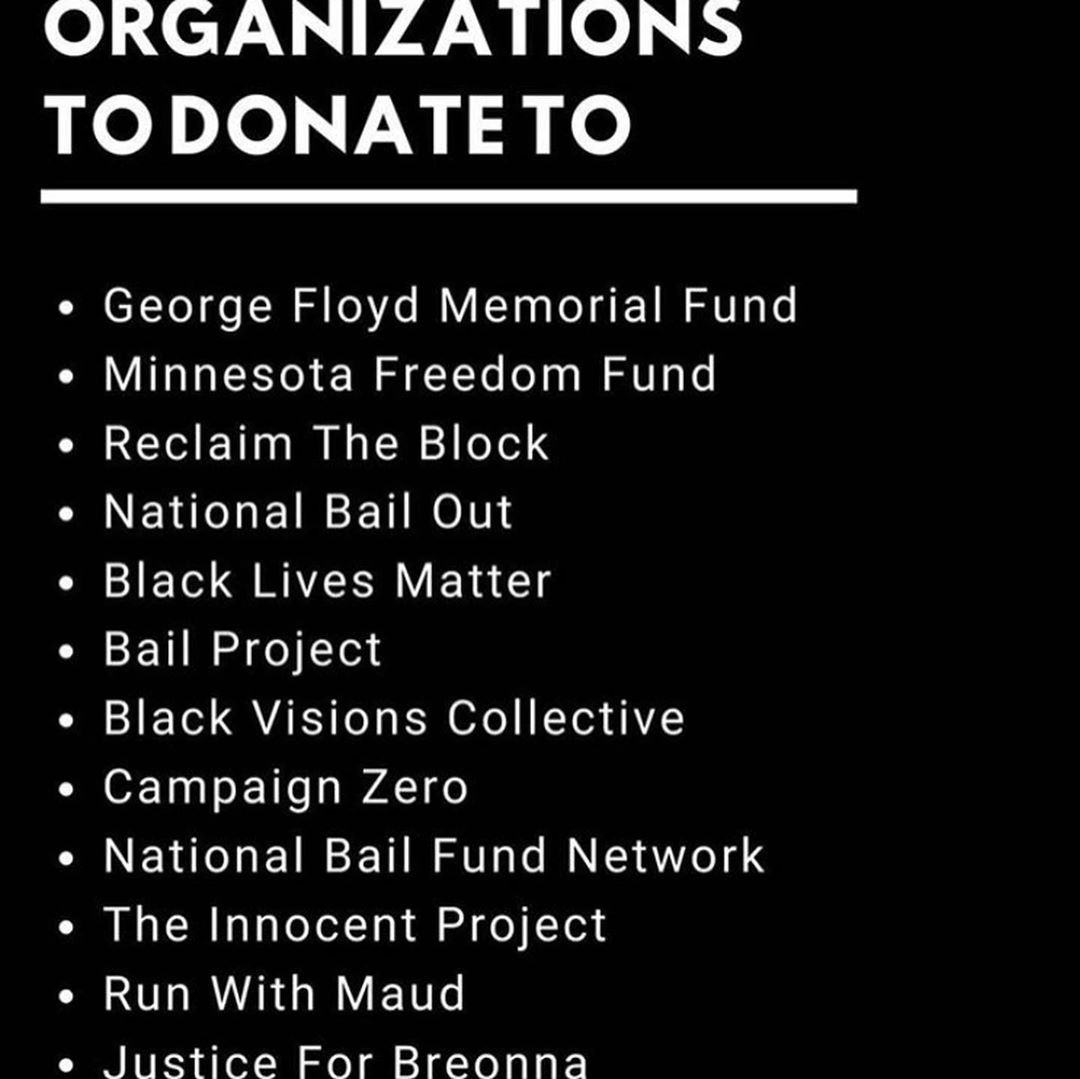 ORGANIZATIONS
TO DONATE TO
• George Floyd Memorial Fund
• Minnesota Freedom Fund
• Reclaim The Block
• National Bail Out
• Black Lives Matter
• Bail Project
• Black Visions Collective
• Campaign Zero
• National Bail Fund Network
• The Innocent Project
• Run With Maud
• Justice For Breonna